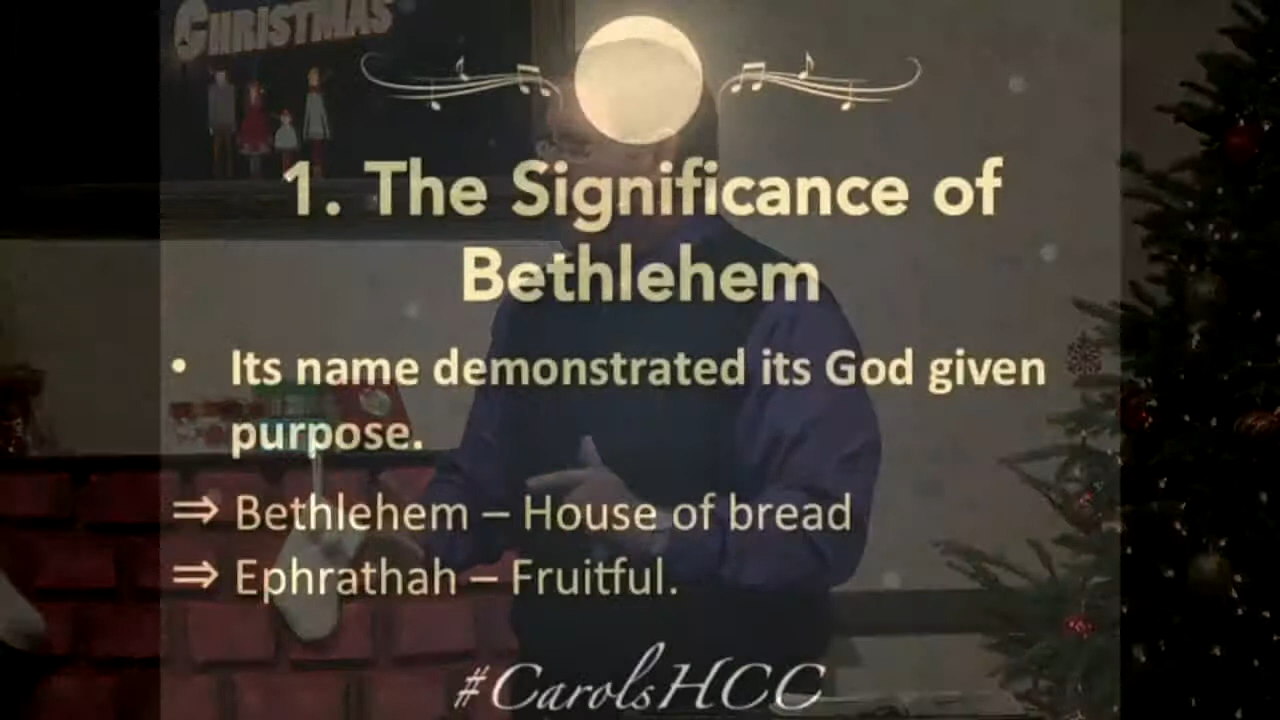 CHRISTMAS
1. The Significance of
Bethlehem
• Its name demonstrated its God given
purpose.
⇒ Bethlehem – House of bread
⇒ Ephrathah – Fruitful.
#CarolsHCC